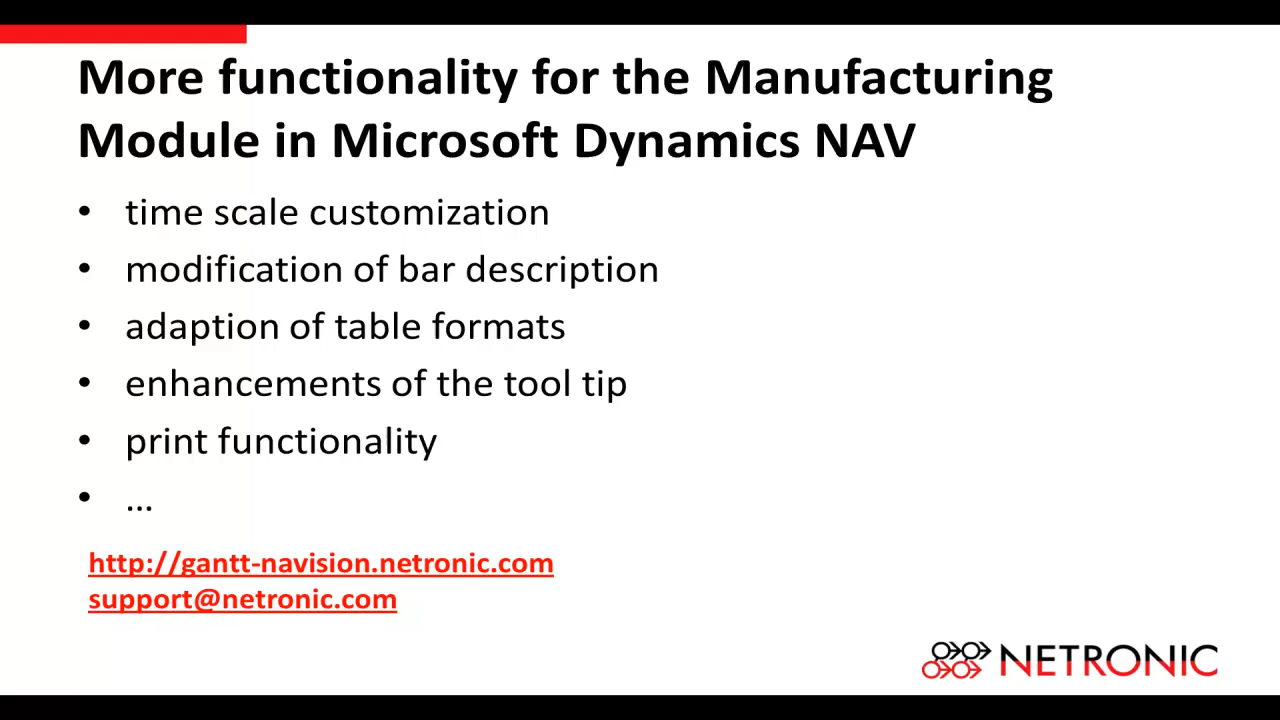 More functionality for the Manufacturing
Module in Microsoft Dynamics NAV
• time scale customization
• modification of bar description
• adaption of table formats
• enhancements of the tool tip
• print functionality
• ...
http://gantt-navision.netronic.com
support@netronic.com
NETRONIC